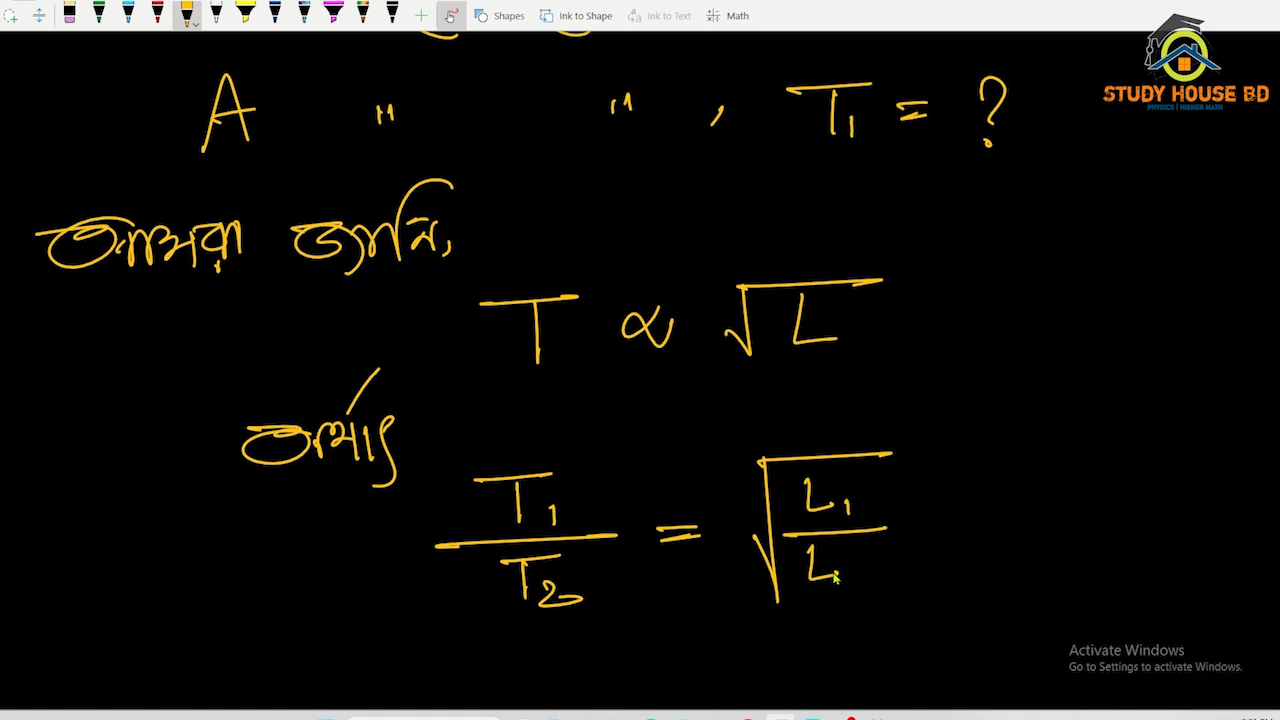 Shapes Ink to Shape Ink to Text Math
STUDY HOUSE BD
PHYSICS | HIGHER MATH
A " " , T₁ = ?
আমরা জানি,
T ∝ √L
অর্থাৎ
T₁/T₂ = √(L₁/L
Activate Windows
Go to Settings to activate Windows.